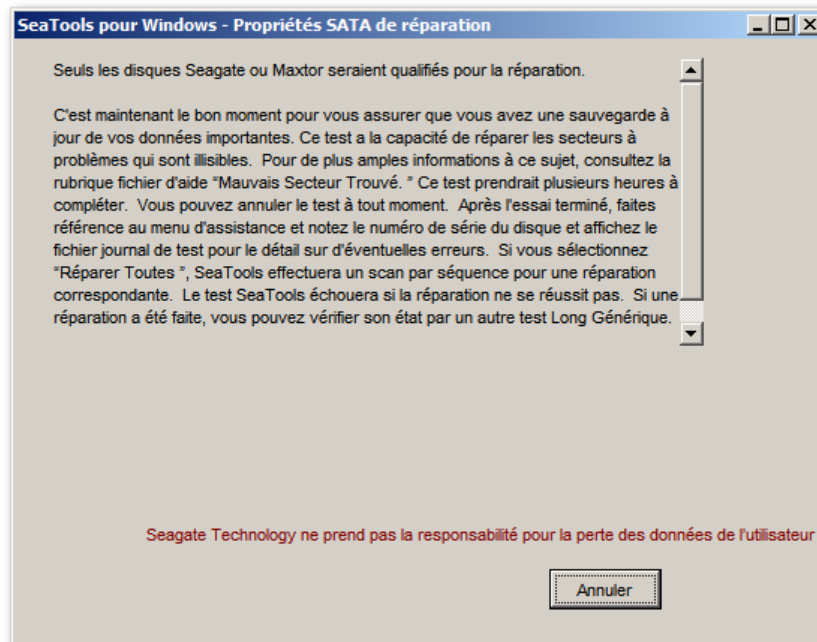 SeaTools pour Windows - Propriétés SATA de réparation
Seuls les disques Seagate ou Maxtor seraient qualifiés pour la réparation.
C'est maintenant le bon moment pour vous assurer que vous avez une sauvegarde à
jour de vos données importantes. Ce test a la capacité de réparer les secteurs à
problèmes qui sont illisibles.  Pour de plus amples informations à ce sujet, consultez la
rubrique fichier d'aide “Mauvais Secteur Trouvé. ” Ce test prendrait plusieurs heures à
compléter.  Vous pouvez annuler le test à tout moment.  Après l'essai terminé, faites
référence au menu d'assistance et notez le numéro de série du disque et affichez le
fichier journal de test pour le détail sur d'éventuelles erreurs.  Si vous sélectionnez
“Réparer Toutes ”, SeaTools effectuera un scan par séquence pour une réparation
correspondante.  Le test SeaTools échouera si la réparation ne se réussit pas.  Si une
réparation a été faite, vous pouvez vérifier son état par un autre test Long Générique.
Seagate Technology ne prend pas la responsabilité pour la perte des données de l'utilisateur
Annuler